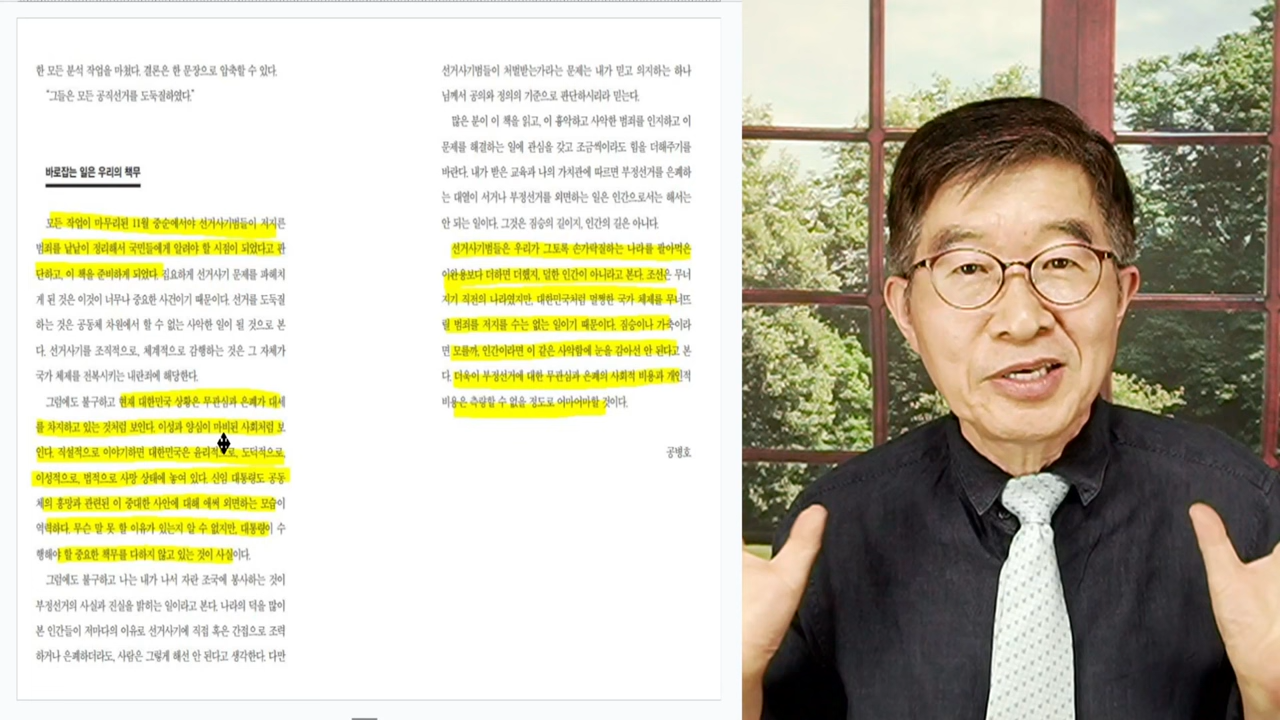 한 모든 분석 작업을 마쳤다. 결론은 한 문장으로 압축할 수 있다.
“그들은 모든 공직선거를 도둑질하였다.”
바로잡는 일은 우리의 책무
모든 작업이 마무리된 11월 중순에서야 선거사기범들이 저지른
범죄를 낱낱이 정리해서 국민들에게 알려야 할 시점이 되었다고 판
단하고, 이 책을 준비하게 되었다. 집요하게 선거사기 문제를 파헤치
게 된 것은 이것이 너무나 중요한 사건이기 때문이다. 선거를 도둑질
하는 것은 공동체 차원에서 할 수 없는 사악한 일이 될 것으로 본
다. 선거사기를 조직적으로, 체계적으로 감행하는 것은 그 자체가
국가 체제를 전복시키는 내란죄에 해당한다.
그럼에도 불구하고 현재 대한민국 상황은 무관심과 은폐가 대세
를 차지하고 있는 것처럼 보인다. 이성과 양심이 마비된 사회처럼 보
인다. 직설적으로 이야기하면 대한민국은 윤리적으로, 도덕적으로,
이성적으로, 법적으로 사망 상태에 놓여 있다. 신임 대통령도 공동
체의 흥망과 관련된 이 중대한 사안에 대해 애써 외면하는 모습이
역력하다. 무슨 말 못 할 이유가 있는지 알 수 없지만, 대통령이 수
행해야 할 중요한 책무를 다하지 않고 있는 것이 사실이다.
그럼에도 불구하고 나는 내가 나서 자란 조국에 봉사하는 것이
부정선거의 사실과 진실을 밝히는 일이라고 본다. 나라의 덕을 많이
본 인간들이 저마다의 이유로 선거사기에 직접 혹은 간접으로 조력
하거나 은폐하더라도, 사람은 그렇게 해선 안 된다고 생각한다. 다만
선거사기범들이 처벌받는가라는 문제는 내가 믿고 의지하는 하나
님께서 공의와 정의의 기준으로 판단하시리라 믿는다.
많은 분이 이 책을 읽고, 이 흉악하고 사악한 범죄를 인지하고 이
문제를 해결하는 일에 관심을 갖고 조금씩이라도 힘을 더해주기를
바란다. 내가 받은 교육과 나의 가치관에 따르면 부정선거를 은폐하
는 대열이 서거나 부정선거를 외면하는 일은 인간으로서는 해서는
안 되는 일이다. 그것은 짐승의 길이지, 인간의 길은 아니다.
선거사기범들은 우리가 그토록 손가락질하는 나라를 팔아먹은
이완용보다 더하면 더했지, 덜한 인간이 아니라고 본다. 조선은 무너
지기 직전의 나라였지만, 대한민국처럼 멀쩡한 국가 체제를 무너뜨
릴 범죄를 저지를 수는 없는 일이기 때문이다. 짐승이나 가축이라
면 모를까, 인간이라면 이 같은 사악함에 눈을 감아선 안 된다고 본
다. 더욱이 부정선거에 대한 무관심과 은폐의 사회적 비용과 개인적
비용은 측량할 수 없을 정도로 어마어마할 것이다.
공병호